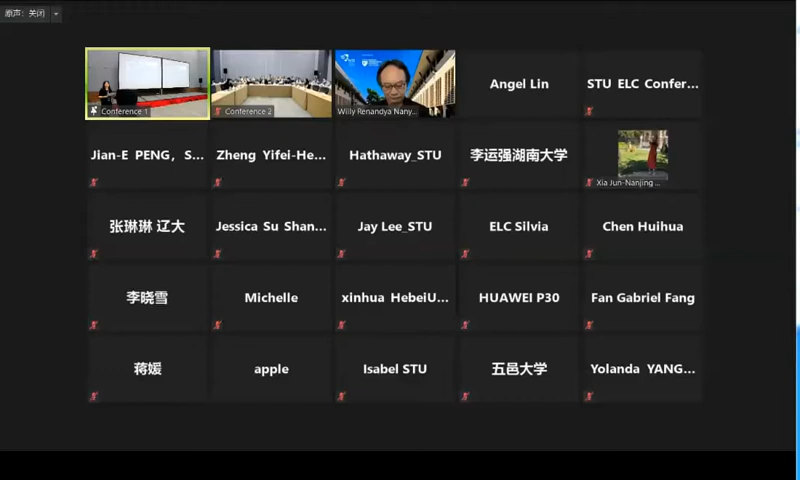 原声: 关闭
Conference 1
Conference 2
Willy Renandya Nany...
Angel Lin
STU ELC Confer...
Jian-E PENG, S...
Zheng Yifei-He...
Hathaway_STU
李运强湖南大学
Xia Jun-Nanjing ...
张琳琳 辽大
Jessica Su Shan...
Jay Lee_STU
ELC Silvia
Chen Huihua
李晓雪
Michelle
xinhua HebeiU...
HUAWEI P30
Fan Gabriel Fang
蒋媛
apple
Isabel STU
五邑大学
Yolanda YANG...